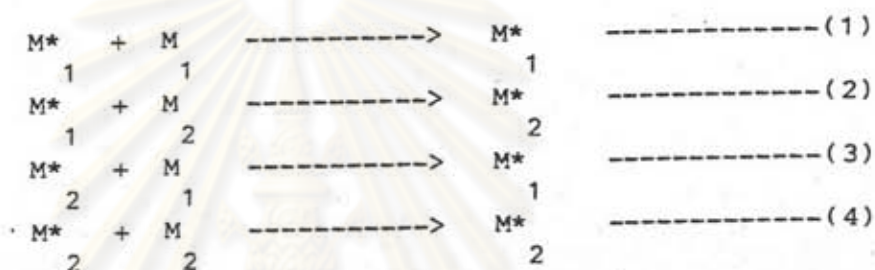 M* + M -----------> M* -------------(1)
1 1 1
M* + M -----------> M* -------------(2)
1 2 2
M* + M -----------> M* -------------(3)
2 1 1
M* + M -----------> M* -------------(4)
2 2 2